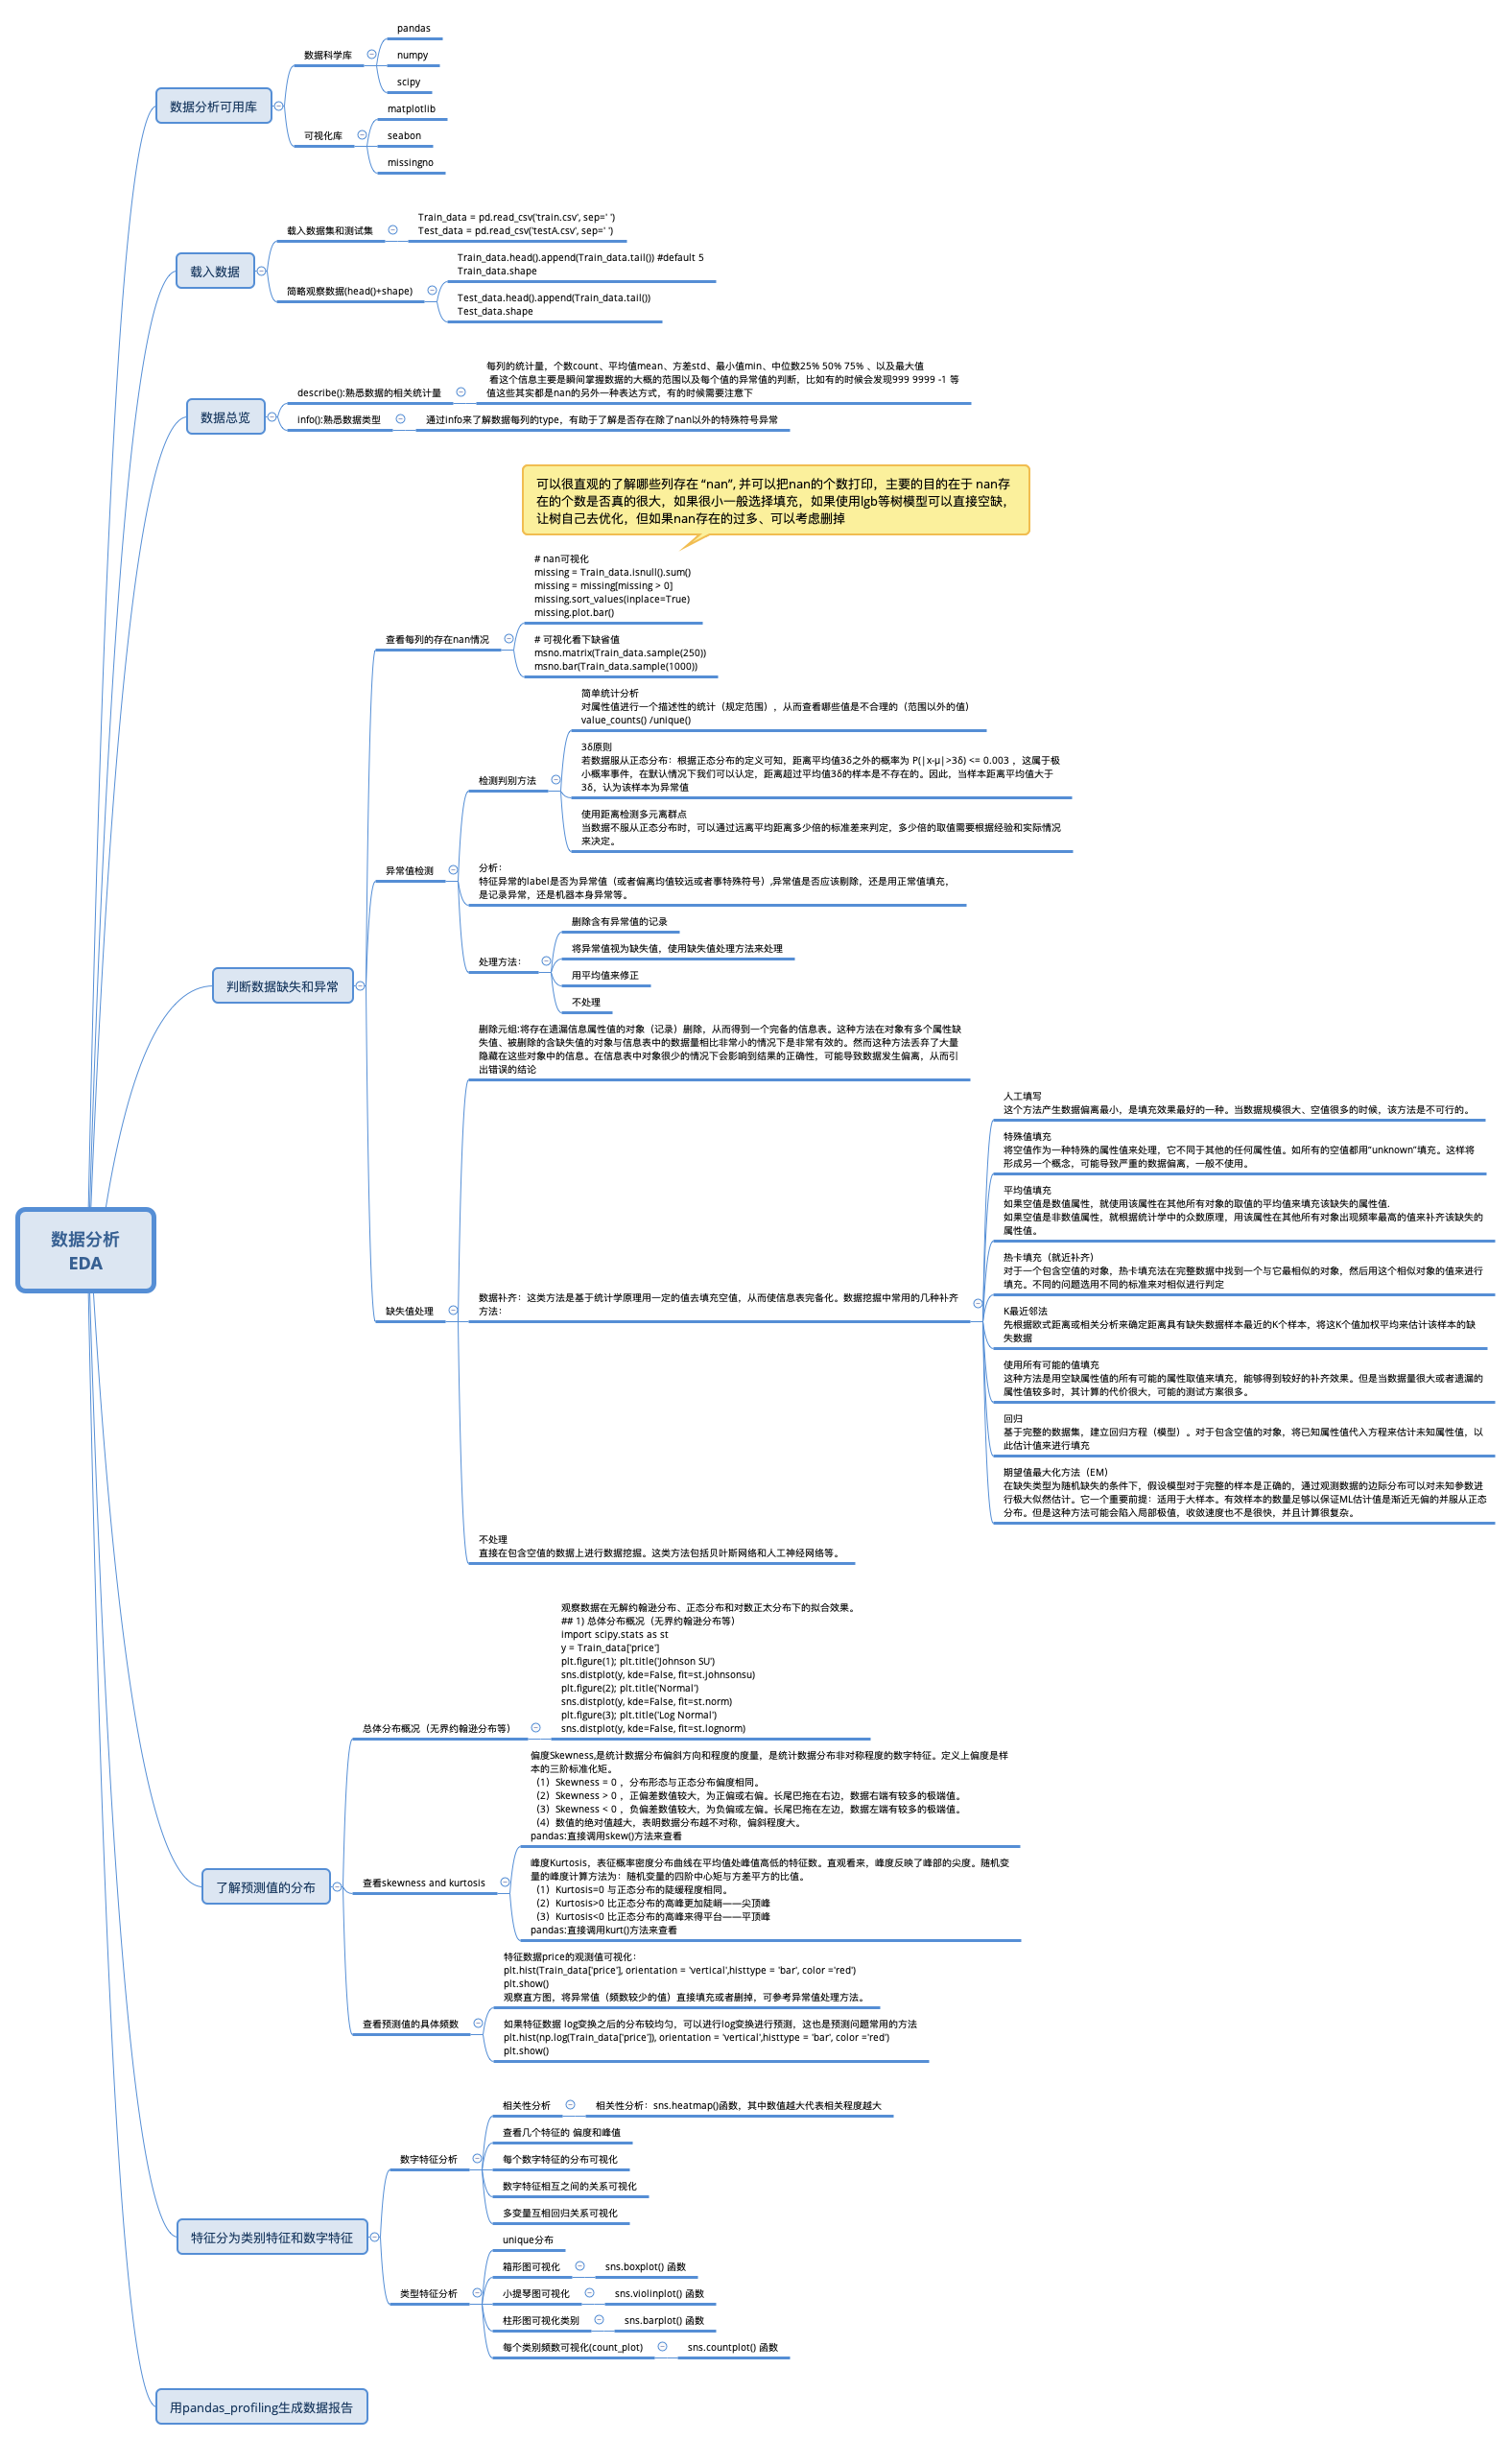 数据分析
EDA
数据分析可用库
数据科学库
pandas
numpy
scipy
可视化库
matplotlib
seabon
missingno
载入数据
载入数据集和测试集
Train_data = pd.read_csv('train.csv', sep=' ')
Test_data = pd.read_csv('testA.csv', sep=' ')
简略观察数据(head()+shape)
Train_data.head().append(Train_data.tail()) #default 5
Train_data.shape
Test_data.head().append(Train_data.tail())
Test_data.shape
数据总览
describe():熟悉数据的相关统计量
每列的统计量，个数count、平均值mean、方差std、最小值min、中位数25% 50% 75% 、以及最大值
看这个信息主要是瞬间掌握数据的大概的范围以及每个值的异常值的判断，比如有的时候会发现999 9999 -1 等
值这些其实都是nan的另外一种表达方式，有的时候需要注意下
info():熟悉数据类型
通过info来了解数据每列的type，有助于了解是否存在除了nan以外的特殊符号异常
判断数据缺失和异常
可以很直观的了解哪些列存在 “nan”, 并可以把nan的个数打印，主要的目的在于 nan存
在的个数是否真的很大，如果很小一般选择填充，如果使用lgb等树模型可以直接空缺，
让树自己去优化，但如果nan存在的过多、可以考虑删掉
查看每列的存在nan情况
# nan可视化
missing = Train_data.isnull().sum()
missing = missing[missing > 0]
missing.sort_values(inplace=True)
missing.plot.bar()
# 可视化看下缺省值
msno.matrix(Train_data.sample(250))
msno.bar(Train_data.sample(1000))
异常值检测
检测判别方法
简单统计分析
对属性值进行一个描述性的统计（规定范围），从而查看哪些值是不合理的（范围以外的值）
value_counts() /unique()
3δ原则
若数据服从正态分布：根据正态分布的定义可知，距离平均值3δ之外的概率为 P(|x-μ|>3δ) <= 0.003 ，这属于极
小概率事件，在默认情况下我们可以认定，距离超过平均值3δ的样本是不存在的。因此，当样本距离平均值大于
3δ，认为该样本为异常值
使用距离检测多元离群点
当数据不服从正态分布时，可以通过远离平均距离多少倍的标准差来判定，多少倍的取值需要根据经验和实际情况
来决定。
分析：
特征异常的label是否为异常值（或者偏离均值较远或者事特殊符号）,异常值是否应该剔除，还是用正常值填充，
是记录异常，还是机器本身异常等。
处理方法：
删除含有异常值的记录
将异常值视为缺失值，使用缺失值处理方法来处理
用平均值来修正
不处理
缺失值处理
删除元组:将存在遗漏信息属性值的对象（记录）删除，从而得到一个完备的信息表。这种方法在对象有多个属性缺
失值、被删除的含缺失值的对象与信息表中的数据量相比非常小的情况下是非常有效的。然而这种方法丢弃了大量
隐藏在这些对象中的信息。在信息表中对象很少的情况下会影响到结果的正确性，可能导致数据发生偏离，从而引
出错误的结论
数据补齐：这类方法是基于统计学原理用一定的值去填充空值，从而使信息表完备化。数据挖掘中常用的几种补齐
方法：
人工填写
这个方法产生数据偏离最小，是填充效果最好的一种。当数据规模很大、空值很多的时候，该方法是不可行的。
特殊值填充
将空值作为一种特殊的属性值来处理，它不同于其他的任何属性值。如所有的空值都用“unknown”填充。这样将
形成另一个概念，可能导致严重的数据偏离，一般不使用。
平均值填充
如果空值是数值属性，就使用该属性在其他所有对象的取值的平均值来填充该缺失的属性值.
如果空值是非数值属性，就根据统计学中的众数原理，用该属性在其他所有对象出现频率最高的值来补齐该缺失的
属性值。
热卡填充（就近补齐）
对于一个包含空值的对象，热卡填充法在完整数据中找到一个与它最相似的对象，然后用这个相似对象的值来进行
填充。不同的问题选用不同的标准来对相似进行判定
K最近邻法
先根据欧式距离或相关分析来确定距离具有缺失数据样本最近的K个样本，将这K个值加权平均来估计该样本的缺
失数据
使用所有可能的值填充
这种方法是用空缺属性值的所有可能的属性取值来填充，能够得到较好的补齐效果。但是当数据量很大或者遗漏的
属性值较多时，其计算的代价很大，可能的测试方案很多。
回归
基于完整的数据集，建立回归方程（模型）。对于包含空值的对象，将已知属性值代入方程来估计未知属性值，以
此估计值来进行填充
期望值最大化方法（EM）
在缺失类型为随机缺失的条件下，假设模型对于完整的样本是正确的，通过观测数据的边际分布可以对未知参数进
行极大似然估计。它一个重要前提：适用于大样本。有效样本的数量足够以保证ML估计值是渐近无偏的并服从正态
分布。但是这种方法可能会陷入局部极值，收敛速度也不是很快，并且计算很复杂。
不处理
直接在包含空值的数据上进行数据挖掘。这类方法包括贝叶斯网络和人工神经网络等。
了解预测值的分布
总体分布概况（无界约翰逊分布等）
观察数据在无解约翰逊分布、正态分布和对数正太分布下的拟合效果。
## 1) 总体分布概况（无界约翰逊分布等）
import scipy.stats as st
y = Train_data['price']
plt.figure(1); plt.title('Johnson SU')
sns.distplot(y, kde=False, fit=st.johnsonsu)
plt.figure(2); plt.title('Normal')
sns.distplot(y, kde=False, fit=st.norm)
plt.figure(3); plt.title('Log Normal')
sns.distplot(y, kde=False, fit=st.lognorm)
查看skewness and kurtosis
偏度Skewness,是统计数据分布偏斜方向和程度的度量，是统计数据分布非对称程度的数字特征。定义上偏度是样
本的三阶标准化矩。
（1）Skewness = 0 ，分布形态与正态分布偏度相同。
（2）Skewness > 0 ，正偏差数值较大，为正偏或右偏。长尾巴拖在右边，数据右端有较多的极端值。
（3）Skewness < 0 ，负偏差数值较大，为负偏或左偏。长尾巴拖在左边，数据左端有较多的极端值。
（4）数值的绝对值越大，表明数据分布越不对称，偏斜程度大。
pandas:直接调用skew()方法来查看
峰度Kurtosis，表征概率密度分布曲线在平均值处峰值高低的特征数。直观看来，峰度反映了峰部的尖度。随机变
量的峰度计算方法为：随机变量的四阶中心矩与方差平方的比值。
（1）Kurtosis=0 与正态分布的陡缓程度相同。
（2）Kurtosis>0 比正态分布的高峰更加陡峭——尖顶峰
（3）Kurtosis<0 比正态分布的高峰来得平台——平顶峰
pandas:直接调用kurt()方法来查看
查看预测值的具体频数
特征数据price的观测值可视化：
plt.hist(Train_data['price'], orientation = 'vertical',histtype = 'bar', color ='red')
plt.show()
观察直方图，将异常值（频数较少的值）直接填充或者删掉，可参考异常值处理方法。
如果特征数据 log变换之后的分布较均匀，可以进行log变换进行预测，这也是预测问题常用的方法
plt.hist(np.log(Train_data['price']), orientation = 'vertical',histtype = 'bar', color ='red')
plt.show()
特征分为类别特征和数字特征
数字特征分析
相关性分析
相关性分析：sns.heatmap()函数，其中数值越大代表相关程度越大
查看几个特征的 偏度和峰值
每个数字特征的分布可视化
数字特征相互之间的关系可视化
多变量互相回归关系可视化
类型特征分析
unique分布
箱形图可视化
sns.boxplot() 函数
小提琴图可视化
sns.violinplot() 函数
柱形图可视化类别
sns.barplot() 函数
每个类别频数可视化(count_plot)
sns.countplot() 函数
用pandas_profiling生成数据报告